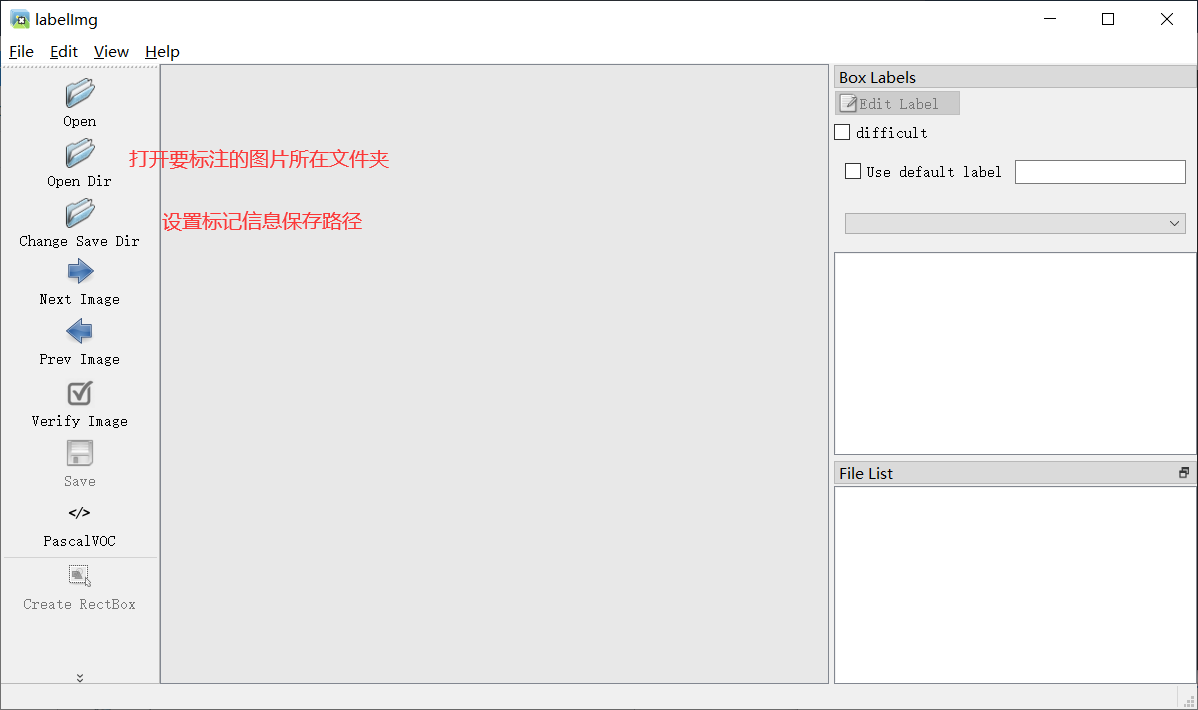 labelImg
File Edit View Help
Open
Open Dir
打开要标注的图片所在文件夹
Change Save Dir
设置标记信息保存路径
Next Image
Prev Image
Verify Image
Save
</>
PascalVOC
Create RectBox
Box Labels
Edit Label
difficult
Use default label
File List